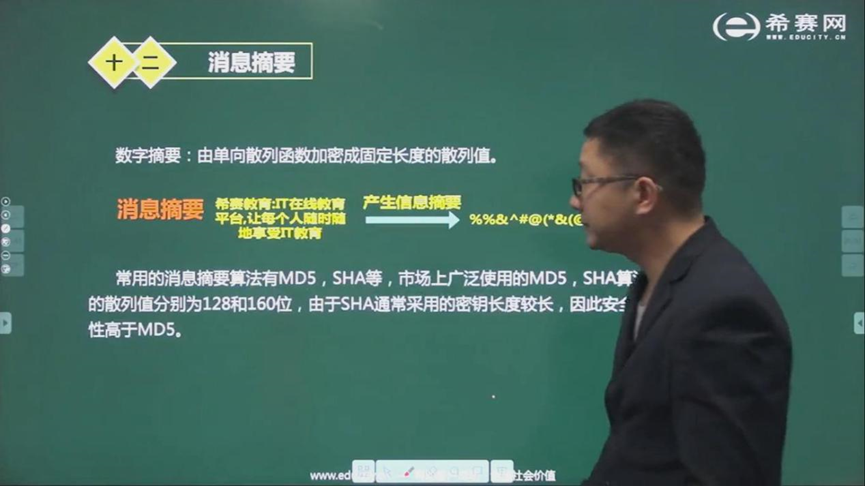 希赛网
WWW.EDUCITY.CN
十二 消息摘要
数字摘要：由单向散列函数加密成固定长度的散列值。
消息摘要
希赛教育:IT在线教育
平台,让每个人随时随
地享受IT教育
产生信息摘要
%%&^#@(*&(@
常用的消息摘要算法有MD5，SHA等，市场上广泛使用的MD5，SHA算
的散列值分别为128和160位，由于SHA通常采用的密钥长度较长，因此安全
性高于MD5。
www.edu
社会价值